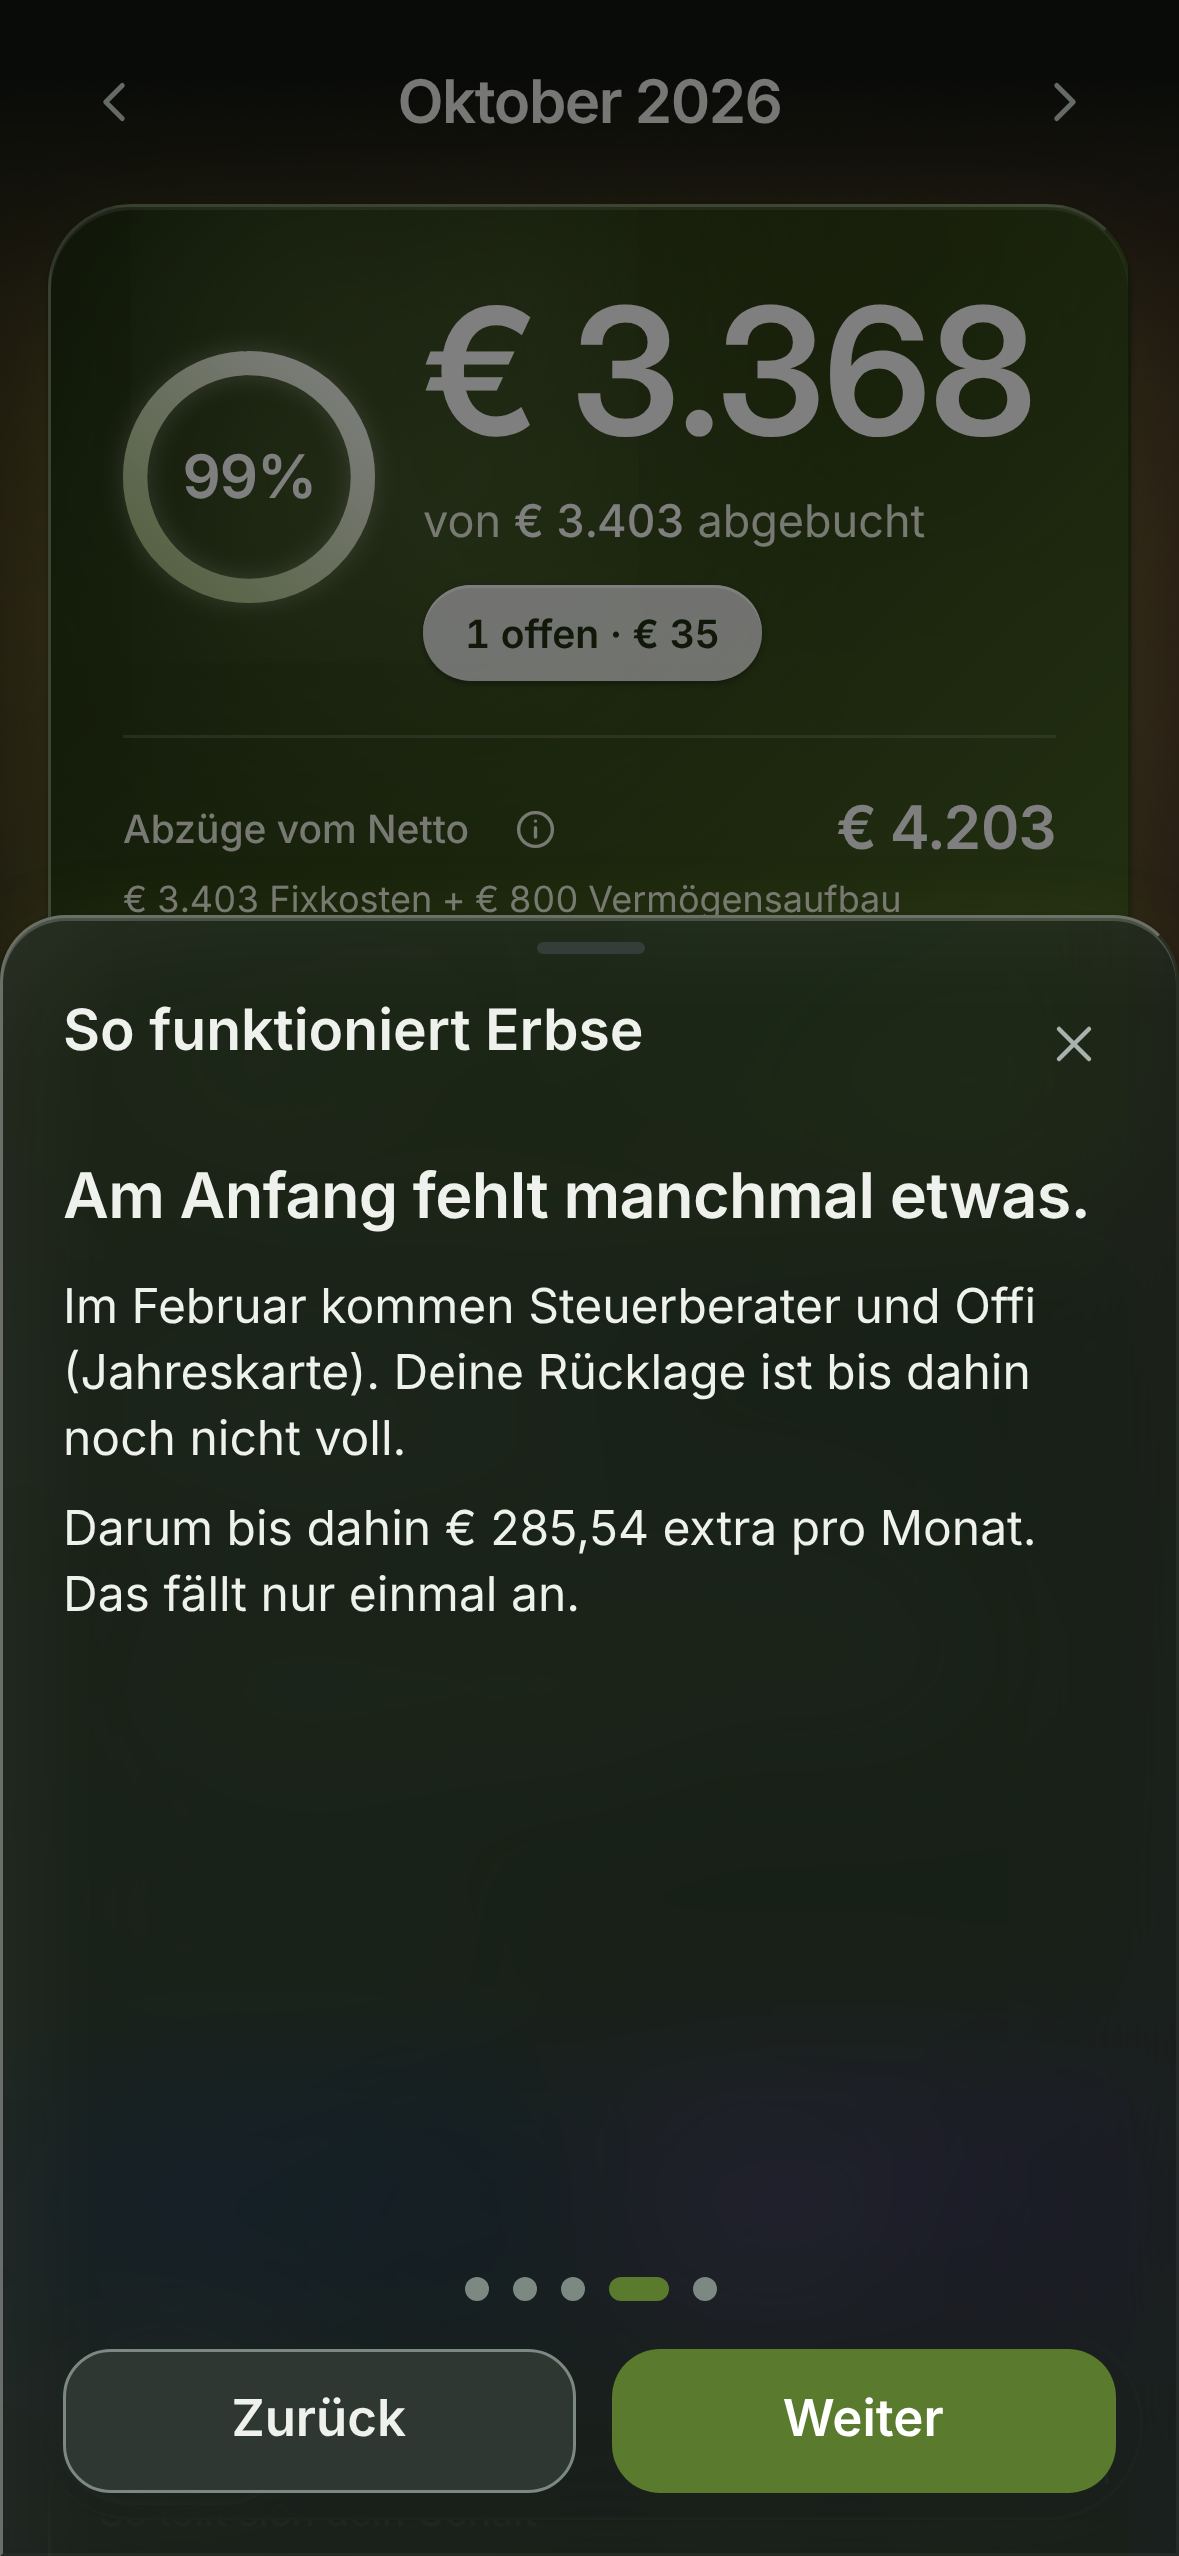 Oktober 2026
€ 3.368
99%
von € 3.403 abgebucht
1 offen · € 35
Abzüge vom Netto
€ 4.203
€ 3.403 Fixkosten + € 800 Vermögensaufbau
So funktioniert Erbse
Am Anfang fehlt manchmal etwas.
Im Februar kommen Steuerberater und Offi
(Jahreskarte). Deine Rücklage ist bis dahin
noch nicht voll.
Darum bis dahin € 285,54 extra pro Monat.
Das fällt nur einmal an.
Zurück
Weiter